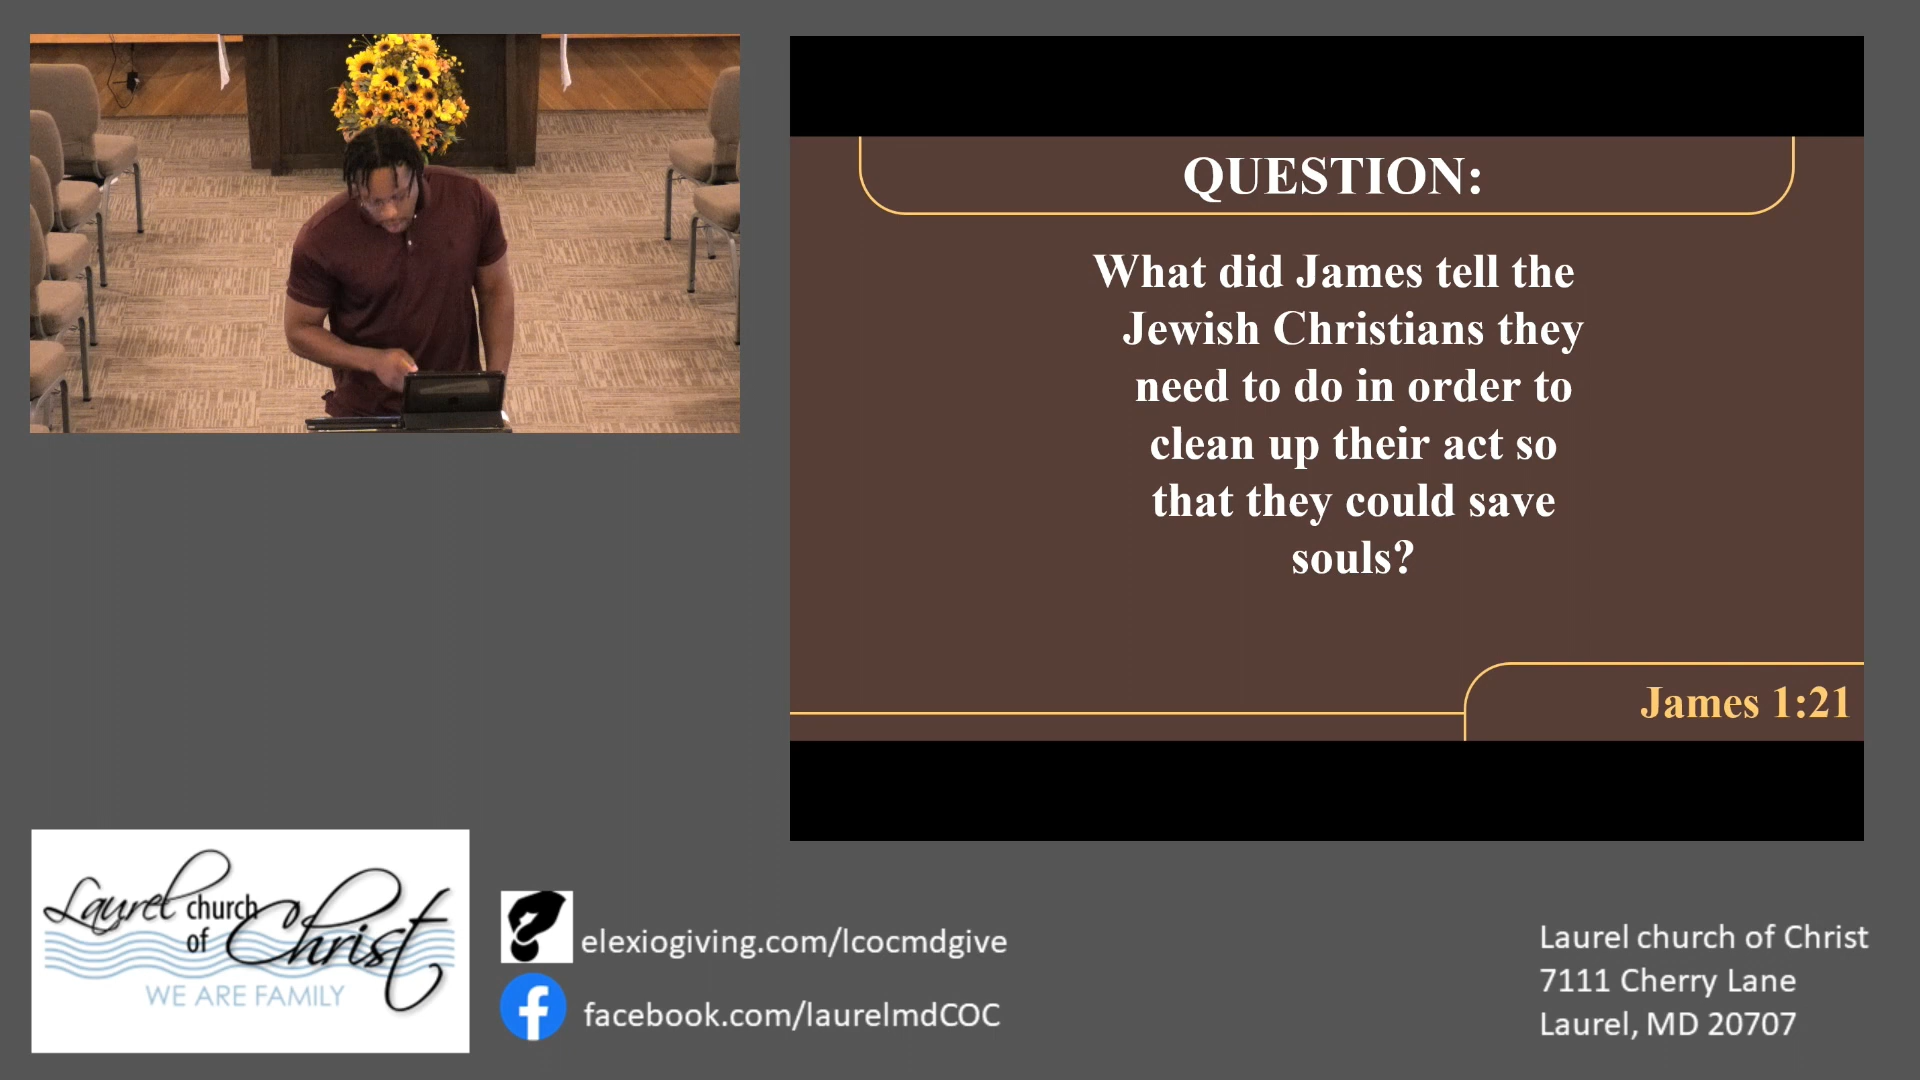 QUESTION:
What did James tell the
Jewish Christians they
need to do in order to
clean up their act so
that they could save
souls?
James 1:21
Laurel church
of Christ
WE ARE FAMILY
elexiogiving.com/lcocmdgive
facebook.com/laurelmdCOC
Laurel church of Christ
7111 Cherry Lane
Laurel, MD 20707